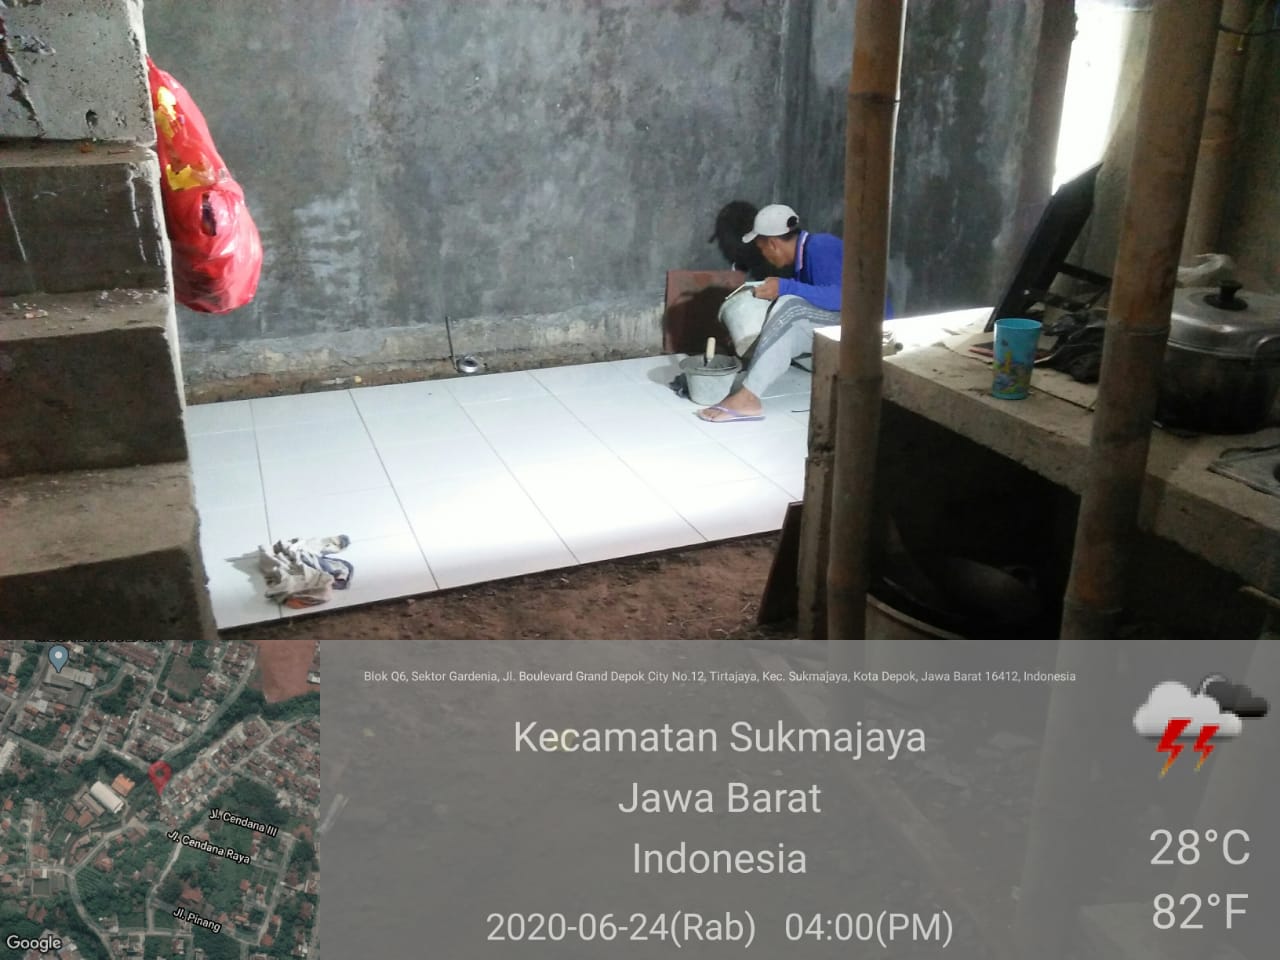 Blok Q6, Sektor Gardenia, Jl. Boulevard Grand Depok City No.12, Tirtajaya, Kec. Sukmajaya, Kota Depok, Jawa Barat 16412, Indonesia
Kecamatan Sukmajaya
Jawa Barat
Indonesia
2020-06-24(Rab) 04:00(PM)
28°C
82°F
Jl. Cendana III
Jl. Cendana Raya
Jl. Pinang
Google